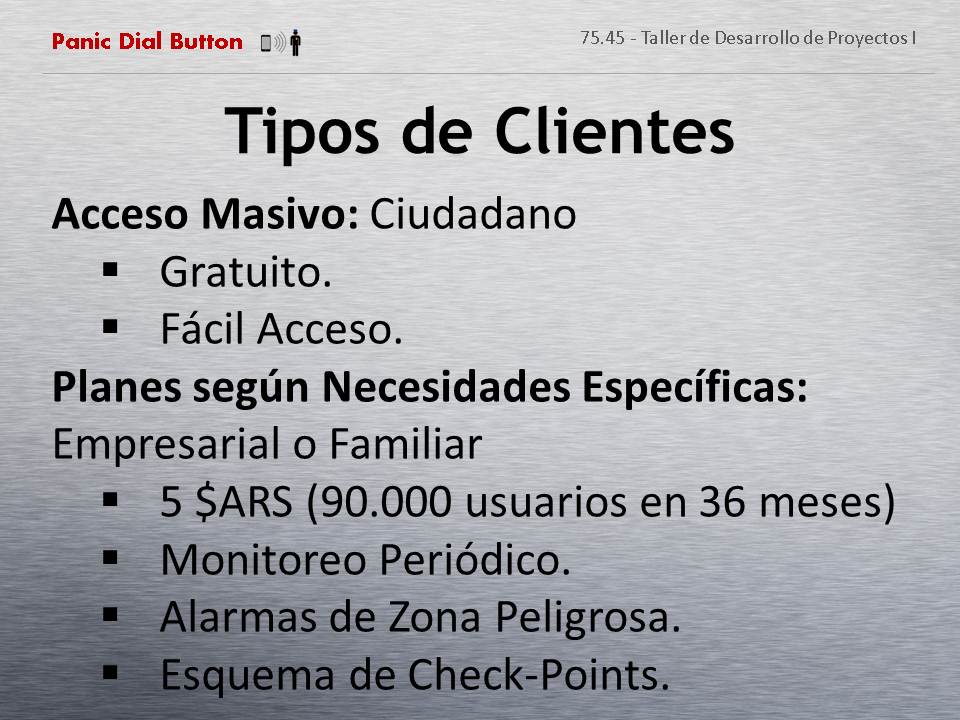 Panic Dial Button
75.45 - Taller de Desarrollo de Proyectos I
Tipos de Clientes
Acceso Masivo: Ciudadano
▪ Gratuito.
▪ Fácil Acceso.
Planes según Necesidades Específicas:
Empresarial o Familiar
▪ 5 $ARS (90.000 usuarios en 36 meses)
▪ Monitoreo Periódico.
▪ Alarmas de Zona Peligrosa.
▪ Esquema de Check-Points.